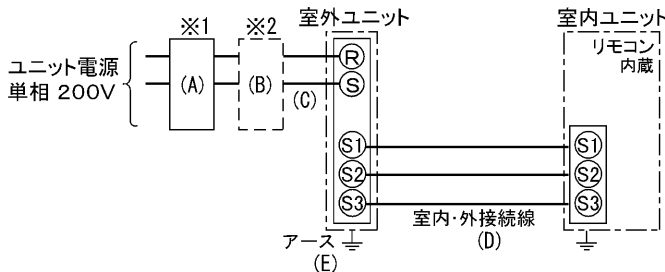 ※1
※2
室外ユニット
室内ユニット
ユニット電源
単相 200V
(A)
(B)
(C)
R
S
リモコン
内蔵
S1
S2
S3
S1
S2
S3
室内・外接続線
(D)
アース
(E)